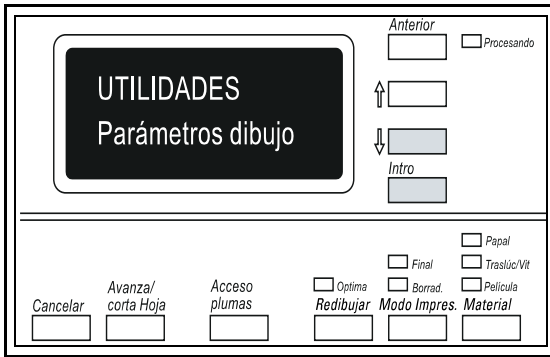 Anterior
Procesando
UTILIDADES
Parámetros dibujo
Intro
Papal
Final
Traslúc/Vit
Optima
Borrad.
Película
Cancelar
Avanza/
corta Hoja
Acceso
plumas
Redibujar
Modo Impres.
Material